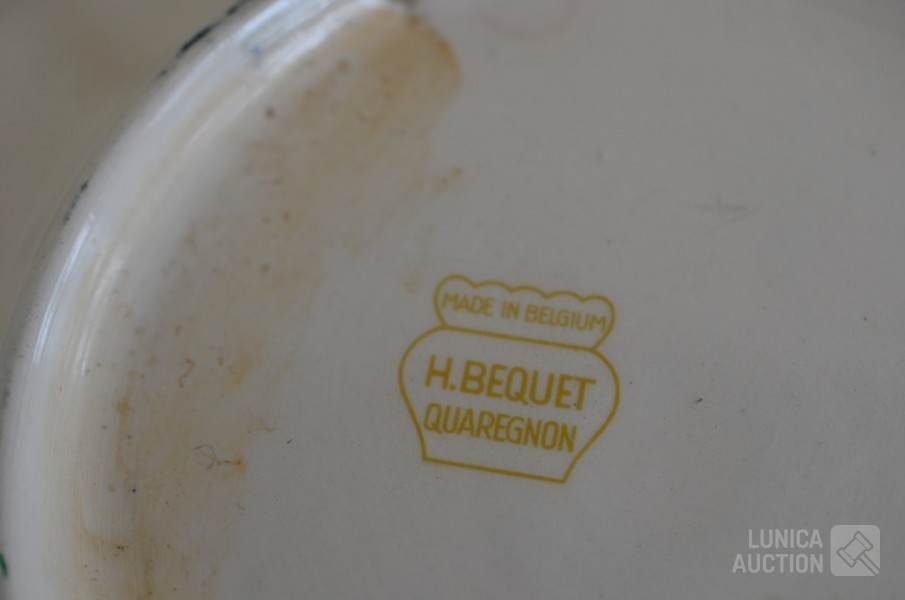 MADE IN BELGIUM
H.BEQUET
QUAREGNON
LUNICA
AUCTION